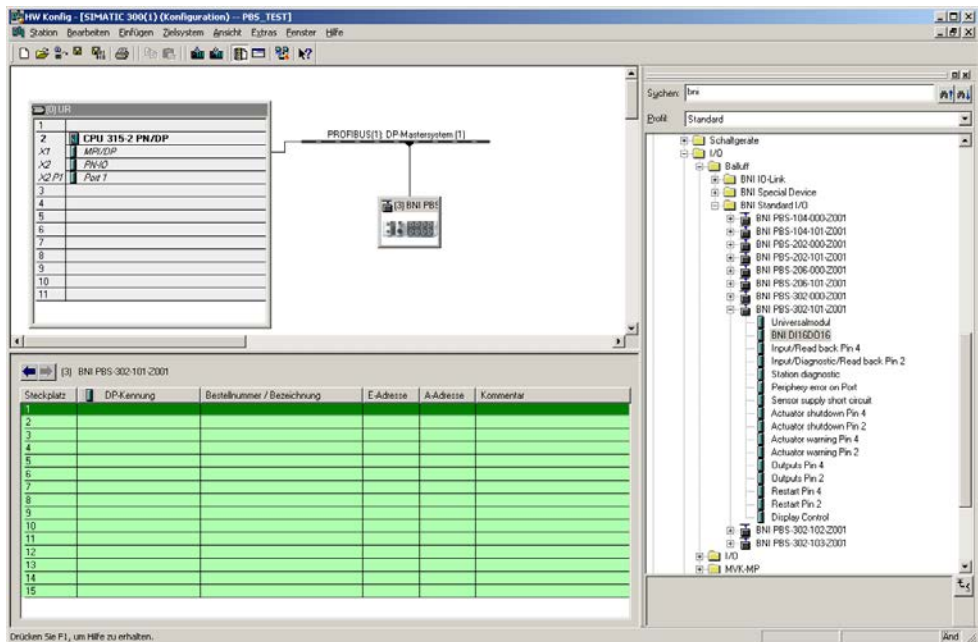 HW Konfig - [SIMATIC 300(1) (Konfiguration) -- PBS_TEST]
Station Bearbeiten Einfügen Zielsystem Ansicht Extras Fenster Hilfe
(0) UR
1
2 CPU 315-2 PN/DP
X1 MPI/DP
X2 PN-IO
X2 P1 Port 1
3
4
5
6
7
8
9
10
11
PROFIBUS(1): DP-Mastersystem (1)
(3) BNI PBS
Suchen: bni
Profil: Standard
Schaltgeräte
I/O
Balluff
BNI IO-Link
BNI Special Device
BNI Standard I/O
BNI PBS-104-000-Z001
BNI PBS-104-101-Z001
BNI PBS-202-000-Z001
BNI PBS-202-101-Z001
BNI PBS-206-000-Z001
BNI PBS-206-101-Z001
BNI PBS-302-000-Z001
BNI PBS-302-101-Z001
Universalmodul
BNI DI16DO16
Input/Read back Pin 4
Input/Diagnostic/Read back Pin 2
Station diagnostic
Periphery error on Port
Sensor supply short circuit
Actuator shutdown Pin 4
Actuator shutdown Pin 2
Actuator warning Pin 4
Actuator warning Pin 2
Outputs Pin 4
Outputs Pin 2
Restart Pin 4
Restart Pin 2
Display Control
BNI PBS-302-102-Z001
BNI PBS-302-103-Z001
I/O
MVK-MP
(3) BNI PBS-302-101-Z001
Steckplatz DP-Kennung Bestellnummer / Bezeichnung E-Adresse A-Adresse Kommentar
1
2
3
4
5
6
7
8
9
10
11
12
13
14
15
Drücken Sie F1, um Hilfe zu erhalten.
Änd